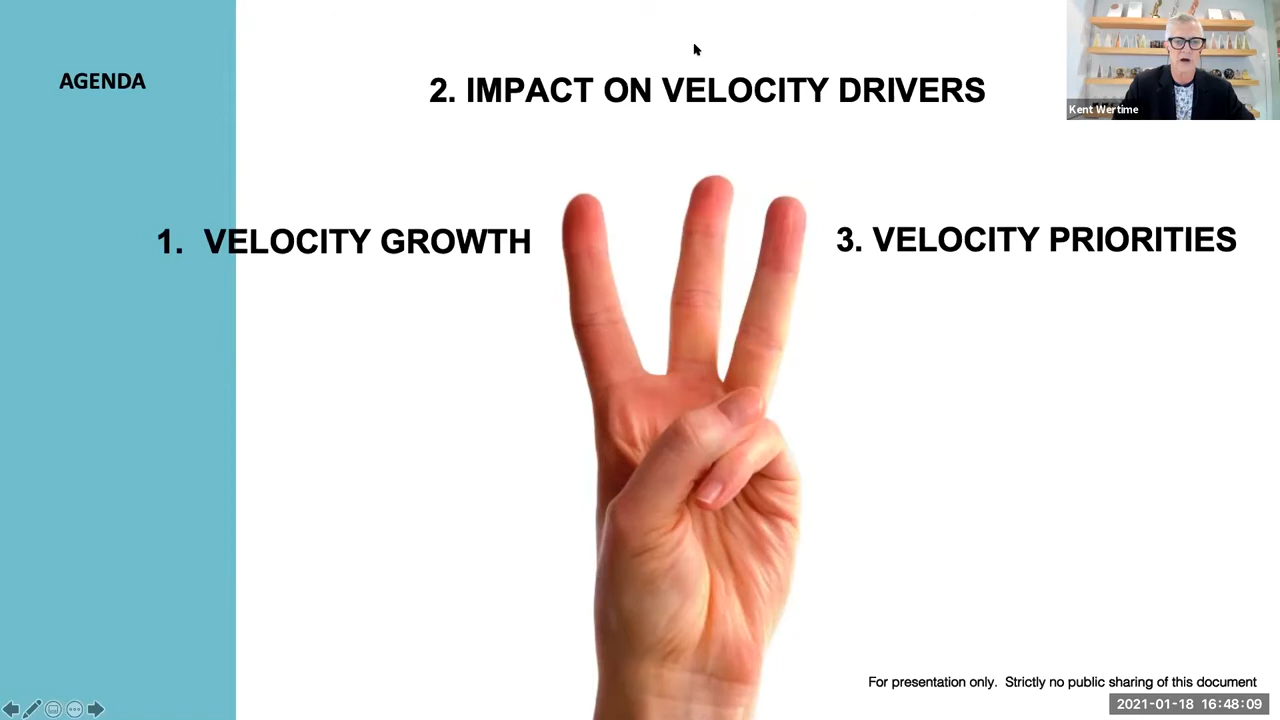 AGENDA
2. IMPACT ON VELOCITY DRIVERS
Kent Wertime
1. VELOCITY GROWTH
3. VELOCITY PRIORITIES
For presentation only. Strictly no public sharing of this document
2021-01-18 16:48:09